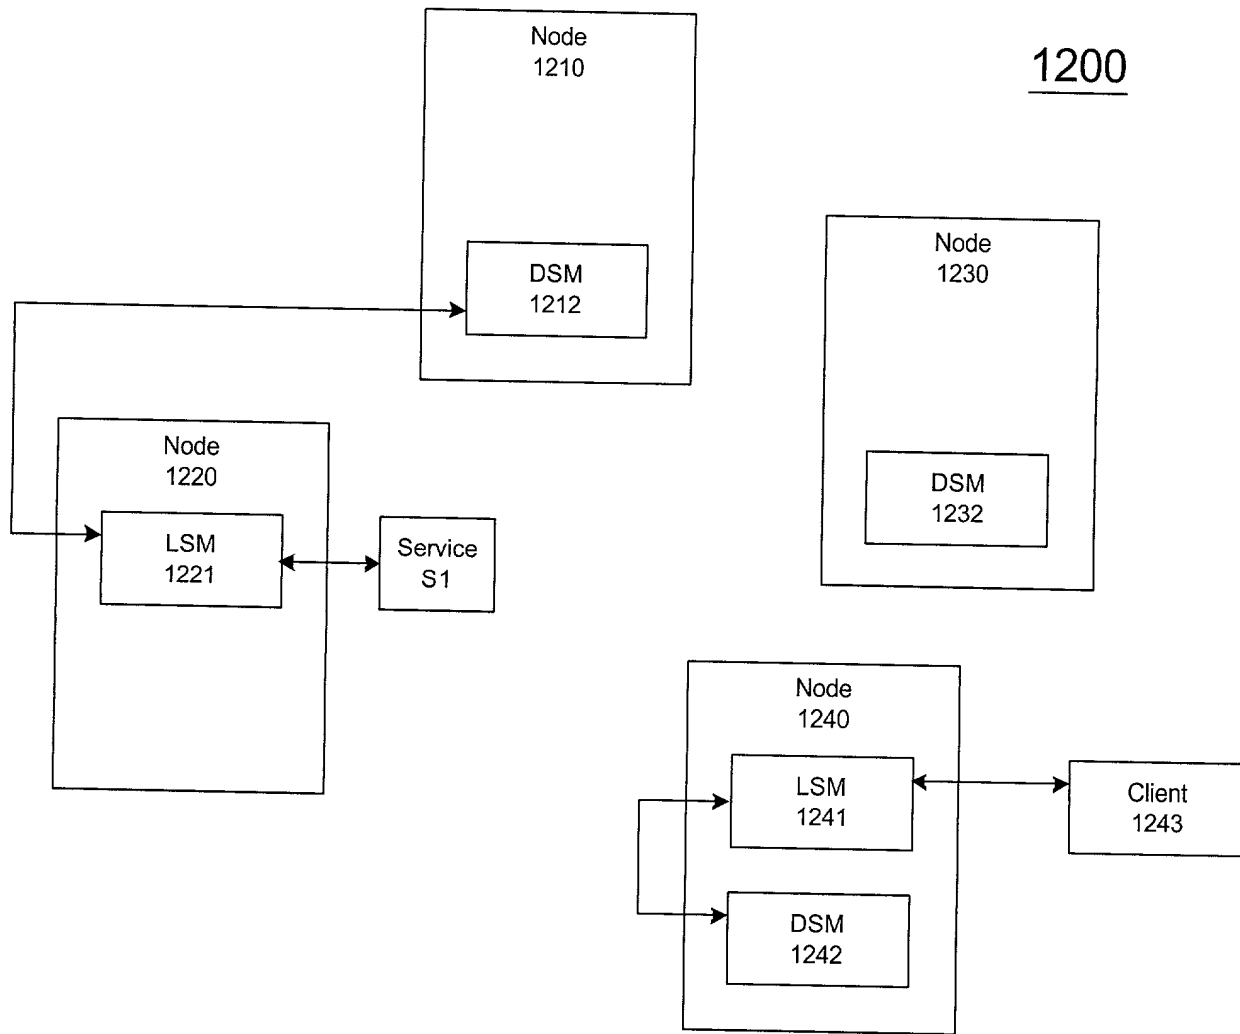 Node
1210
1200
DSM
1212
Node
1230
Node
1220
DSM
1232
LSM
1221
Service
S1
Node
1240
LSM
1241
Client
1243
DSM
1242